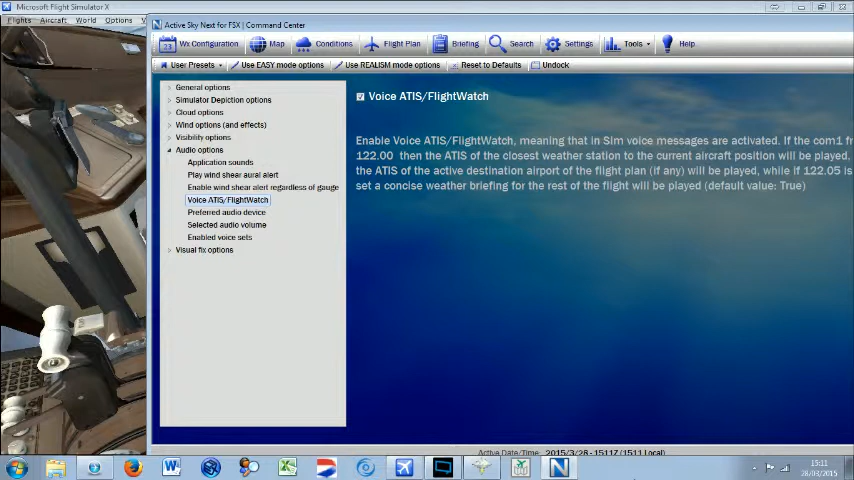 Microsoft Flight Simulator X
Flights Aircraft World Options
Active Sky Next for FSX | Command Center
23 Wx Configuration Map Conditions Flight Plan Briefing Search Settings Tools Help
User Presets Use EASY mode options Use REALISM mode options Reset to Defaults Undock
General options
Simulator Depiction options
Cloud options
Wind options (and effects)
Visibility options
Audio options
Application sounds
Play wind shear aural alert
Enable wind shear alert regardless of gauge
Voice ATIS/FlightWatch
Preferred audio device
Selected audio volume
Enabled voice sets
Visual fix options
Voice ATIS/FlightWatch
Enable Voice ATIS/FlightWatch, meaning that in Sim voice messages are activated. If the com1 fr
122.00 then the ATIS of the closest weather station to the current aircraft position will be played.
the ATIS of the active destination airport of the flight plan (if any) will be played, while if 122.05 is
set a concise weather briefing for the rest of the flight will be played (default value: True)
Active Date/Time: 2015/3/28 - 1511Z (1511 Local)
15:11
28/03/2015